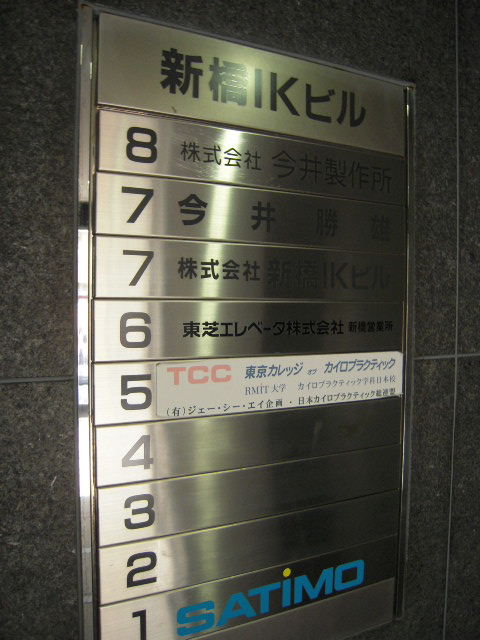 新橋IKビル
8 株式会社 今井製作所
7 今井 勝雄
7 株式会社 新橋IKビル
6 東芝エレベータ株式会社 新橋営業所
5 TCC 東京カレッジ オブ カイロプラクティック
RMIT大学 カイロプラクティック学科日本校
(有)ジェー・シー・エイ企画・日本カイロプラクティック総連盟
4
3
2
1 SATIMO